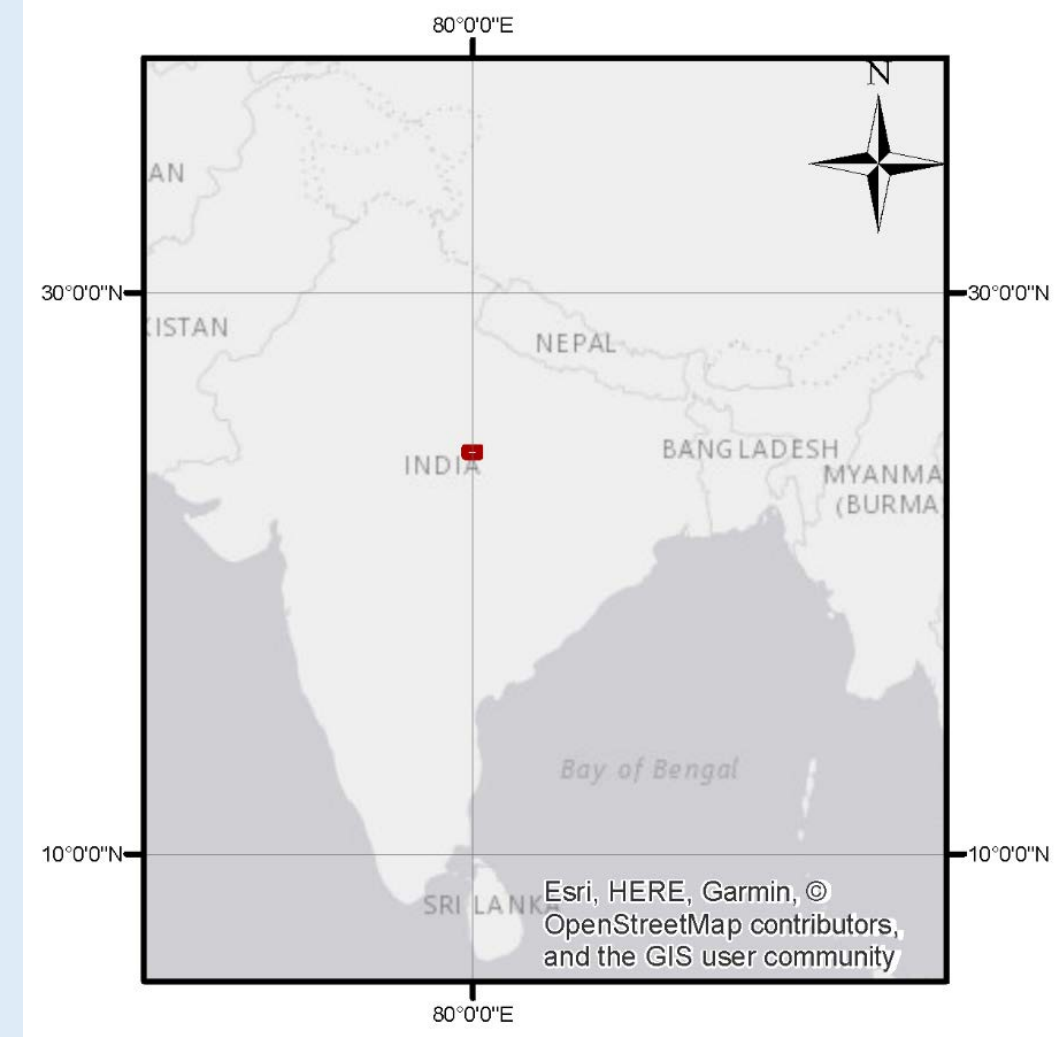 80°0'0"E
N
AN
30°0'0"N
30°0'0"N
KISTAN
NEPAL
INDIA
BANGLADESH
MYANMA
(BURMA
Bay of Bengal
10°0'0"N
10°0'0"N
SRI LANKA
Esri, HERE, Garmin, ©
OpenStreetMap contributors,
and the GIS user community
80°0'0"E